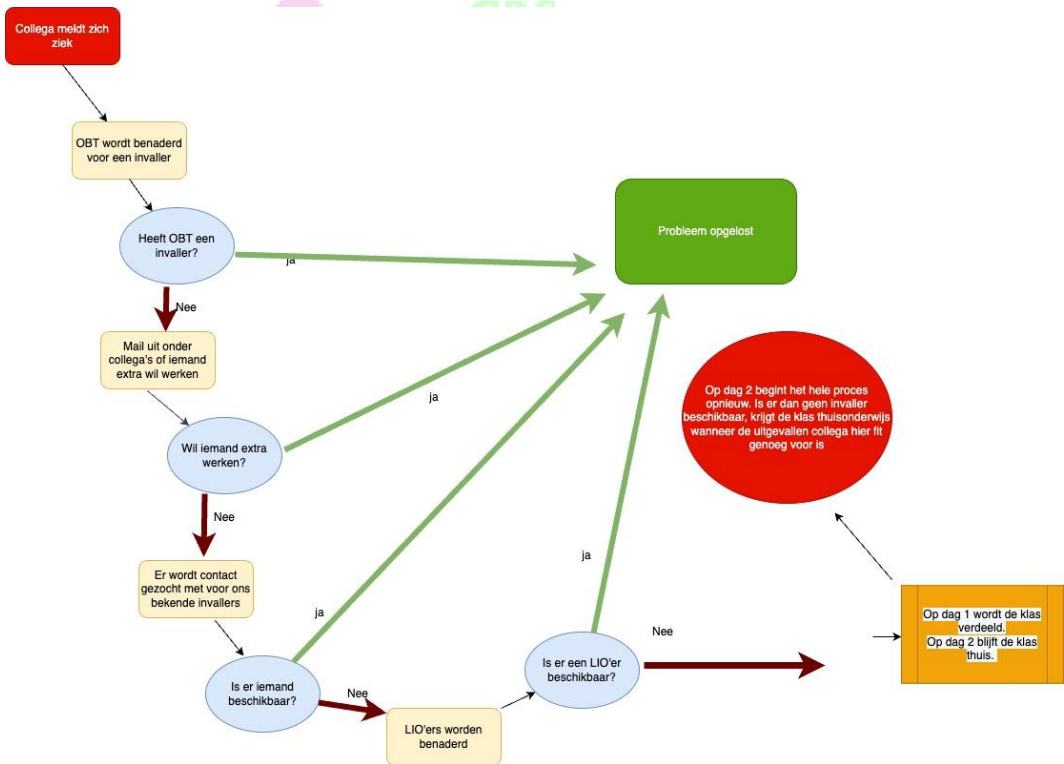 Collega meldt zich
ziek
OBT wordt benaderd
voor een invaller
Heeft OBT een
invaller?
ja
Probleem opgelost
Nee
Mail uit onder
collega's of iemand
extra wil werken
ja
Op dag 2 begint het hele proces
opnieuw. Is er dan geen invaller
beschikbaar, krijgt de klas thuisonderwijs
wanneer de uitgevallen collega hier fit
genoeg voor is
Wil iemand extra
werken?
Nee
Er wordt contact
gezocht met voor ons
bekende invallers
ja
ja
Is er iemand
beschikbaar?
Nee
LIO'ers worden
benaderd
Is er een LIO'er
beschikbaar?
Nee
Op dag 1 wordt de klas
verdeeld.
Op dag 2 blijft de klas
thuis.